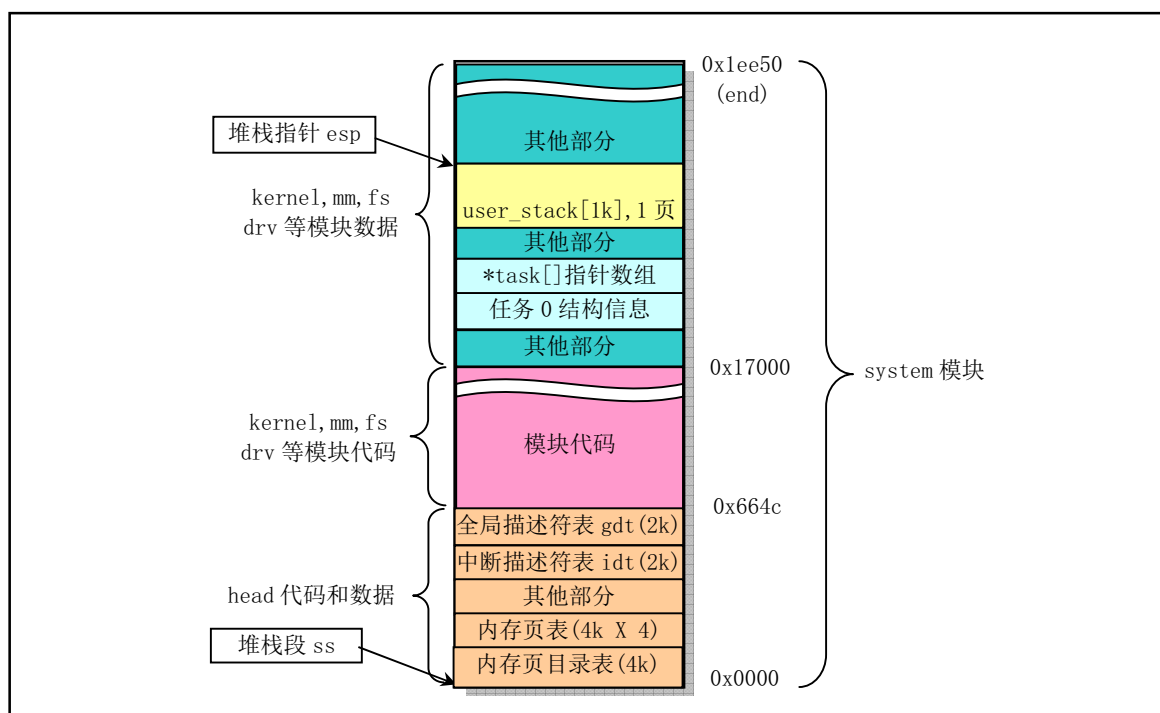 0x1ee50
(end)
堆栈指针 esp
其他部分
kernel,mm,fs
drv 等模块数据
user_stack[1k],1 页
其他部分
*task[]指针数组
任务 0 结构信息
其他部分
0x17000
system 模块
kernel,mm,fs
drv 等模块代码
模块代码
0x664c
全局描述符表 gdt(2k)
中断描述符表 idt(2k)
head 代码和数据
其他部分
内存页表(4k X 4)
堆栈段 ss
内存页目录表(4k)
0x0000